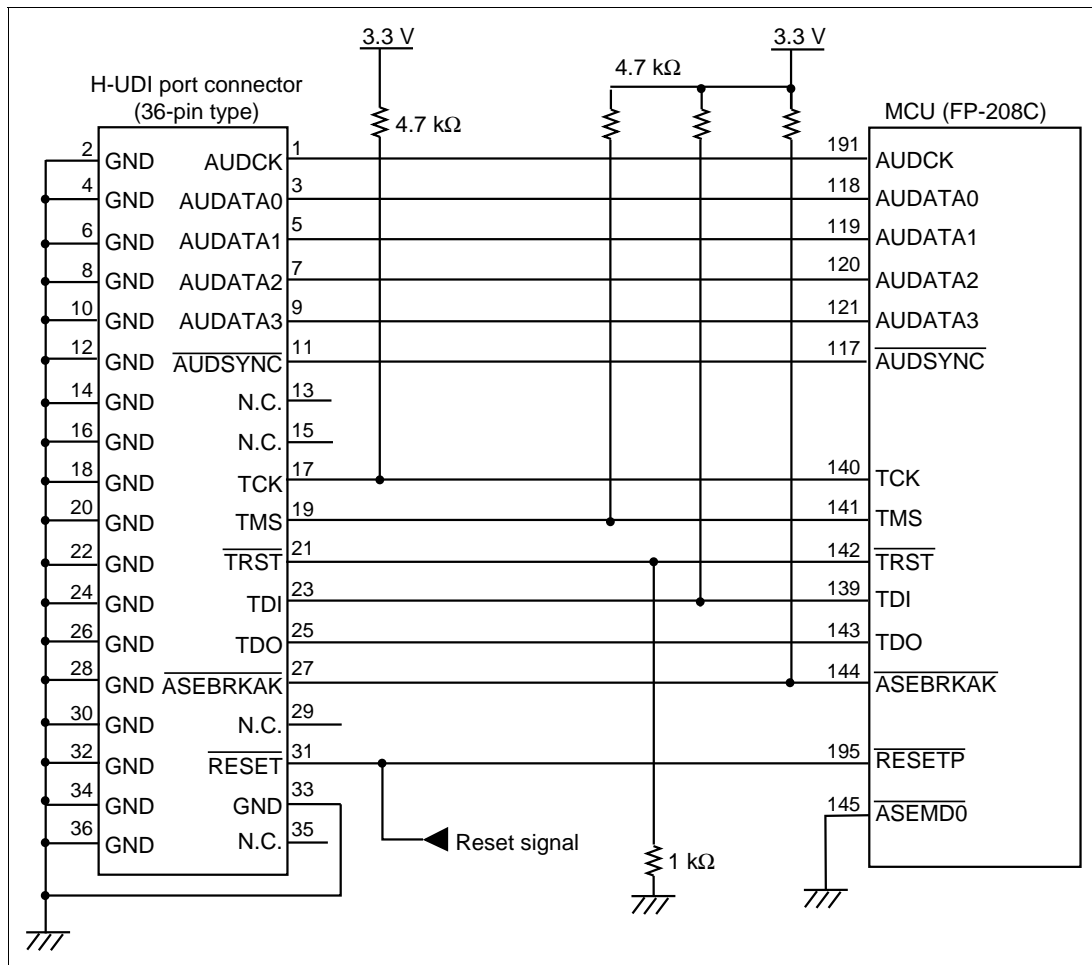 3.3 V
3.3 V
4.7 kΩ
H-UDI port connector
(36-pin type)
4.7 kΩ
MCU (FP-208C)
2 GND AUDCK 1 191 AUDCK
4 GND AUDATA0 3 118 AUDATA0
6 GND AUDATA1 5 119 AUDATA1
8 GND AUDATA2 7 120 AUDATA2
10 GND AUDATA3 9 121 AUDATA3
12 GND AUDSYNC 11 117 AUDSYNC
14 GND N.C. 13
16 GND N.C. 15
18 GND TCK 17 140 TCK
20 GND TMS 19 141 TMS
22 GND TRST 21 142 TRST
24 GND TDI 23 139 TDI
26 GND TDO 25 143 TDO
28 GND ASEBRKAK 27 144 ASEBRKAK
30 GND N.C. 29
32 GND RESET 31 195 RESETP
34 GND GND 33 145 ASEMD0
36 GND N.C. 35
Reset signal
1 kΩ